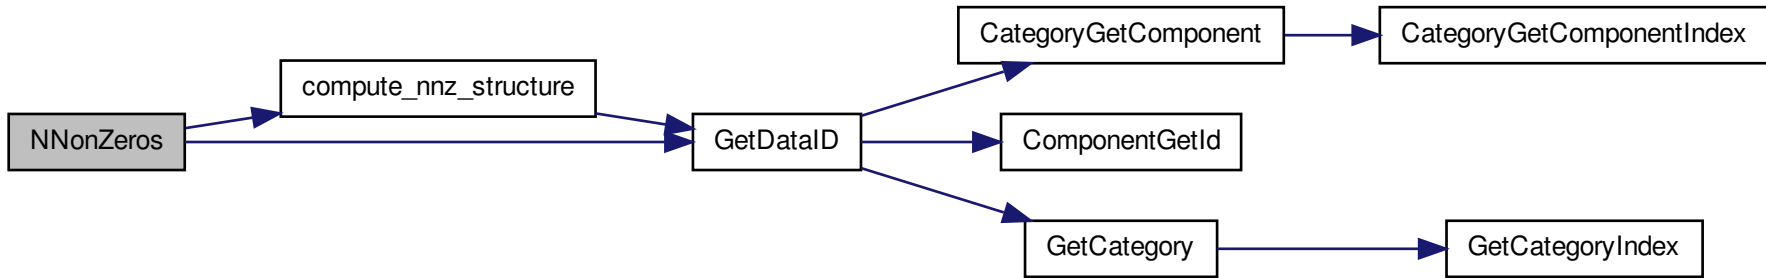 NNonZeros
compute_nnz_structure
GetDataID
CategoryGetComponent
CategoryGetComponentIndex
ComponentGetId
GetCategory
GetCategoryIndex